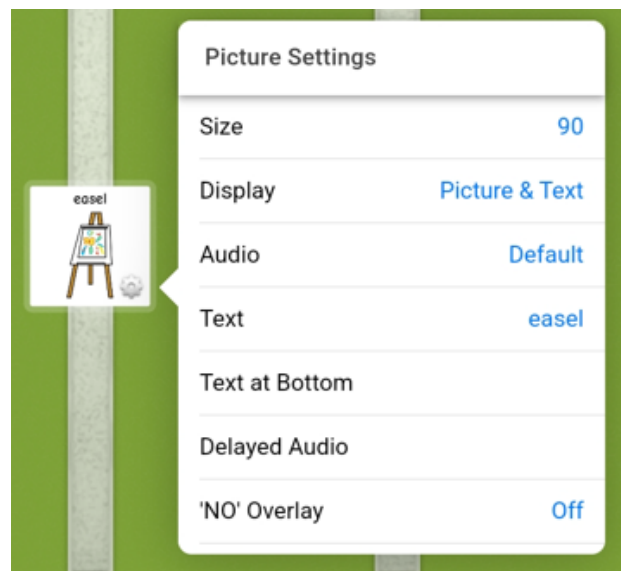 Picture Settings
Size 90
easel
Display Picture & Text
Audio Default
Text easel
Text at Bottom
Delayed Audio
'NO' Overlay Off